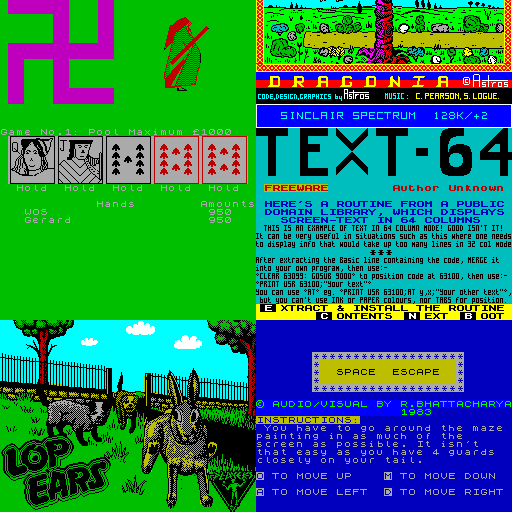 Game No.1: Pool Maximum £1000
Hold Hold Hold Hold Hold
Hands Amounts
WOS 950
Gerard 950
DRAGONIA © Astros
CODE,DESIGN,GRAPHICS by Astros MUSIC: C. PEARSON, S. LOGUE.
SINCLAIR SPECTRUM 128K/+2
TEXT-64
FREEWARE Author Unknown
HERE'S A ROUTINE FROM A PUBLIC
DOMAIN LIBRARY, WHICH DISPLAYS
SCREEN-TEXT IN 64 COLUMNS
THIS IS AN EXAMPLE OF TEXT IN 64 COLUMN MODE! GOOD ISN'T IT!
It can be very useful in situations such as this where one needs
to display info that would take up too many lines in 32 col mode
***
After extracting the Basic line containing the code, MERGE it
into your own program, then use:-
"CLEAR 63099: GOSUB 9000" to position code at 63100, then use:-
"PRINT USR 63100;"Your text""
You can use "AT" eg. "PRINT USR 63100;AT y,x;"Your other text"",
but you can't use INK or PAPER colours, nor TABS for position.
EXTRACT & INSTALL THE ROUTINE
CONTENTS NEXT BOOT
LOP
EARS
SPACE ESCAPE
© AUDIO/VISUAL BY R.BHATTACHARYA
1983
INSTRUCTIONS:
You have to go around the maze
painting in as much off the
screen as possible. It isn't
that easy as you have 4 guards
closely on your tail.
Q TO MOVE UP M TO MOVE DOWN
A TO MOVE LEFT D TO MOVE RIGHT